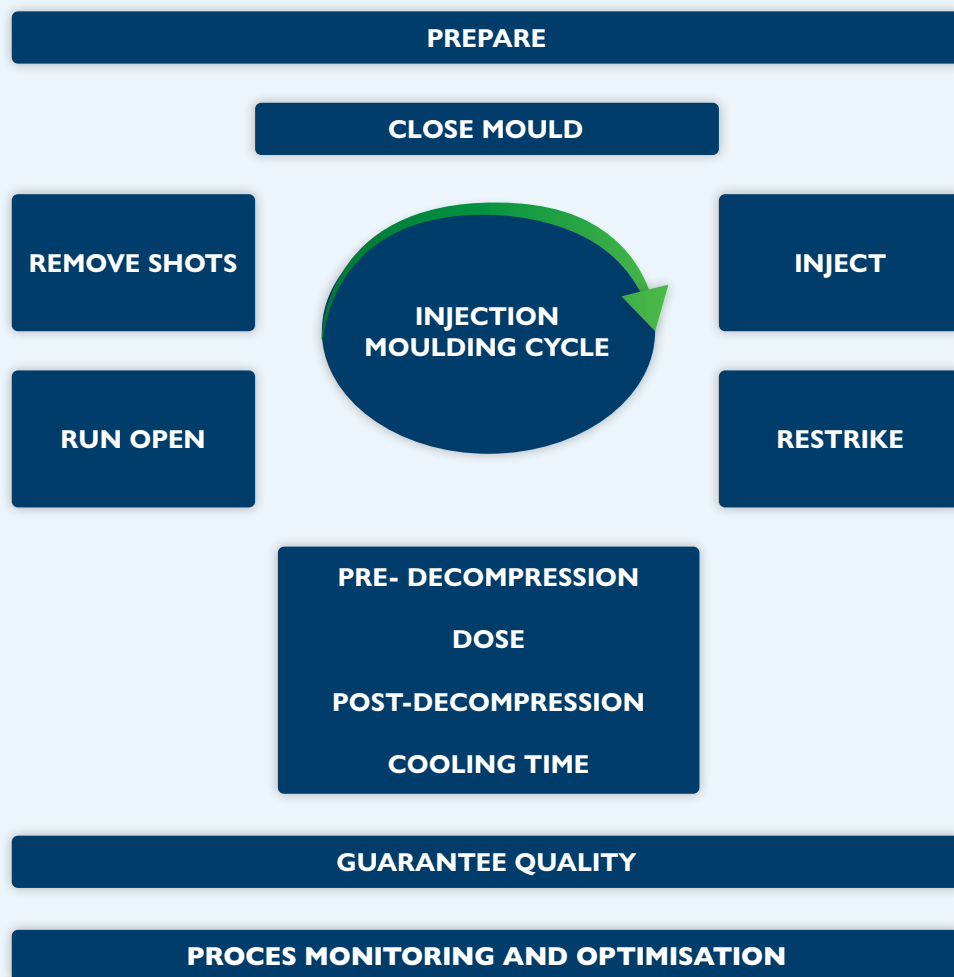 PREPARE
CLOSE MOULD
REMOVE SHOTS
INJECT
INJECTION
MOULDING CYCLE
RUN OPEN
RESTRIKE
PRE- DECOMPRESSION
DOSE
POST-DECOMPRESSION
COOLING TIME
GUARANTEE QUALITY
PROCES MONITORING AND OPTIMISATION